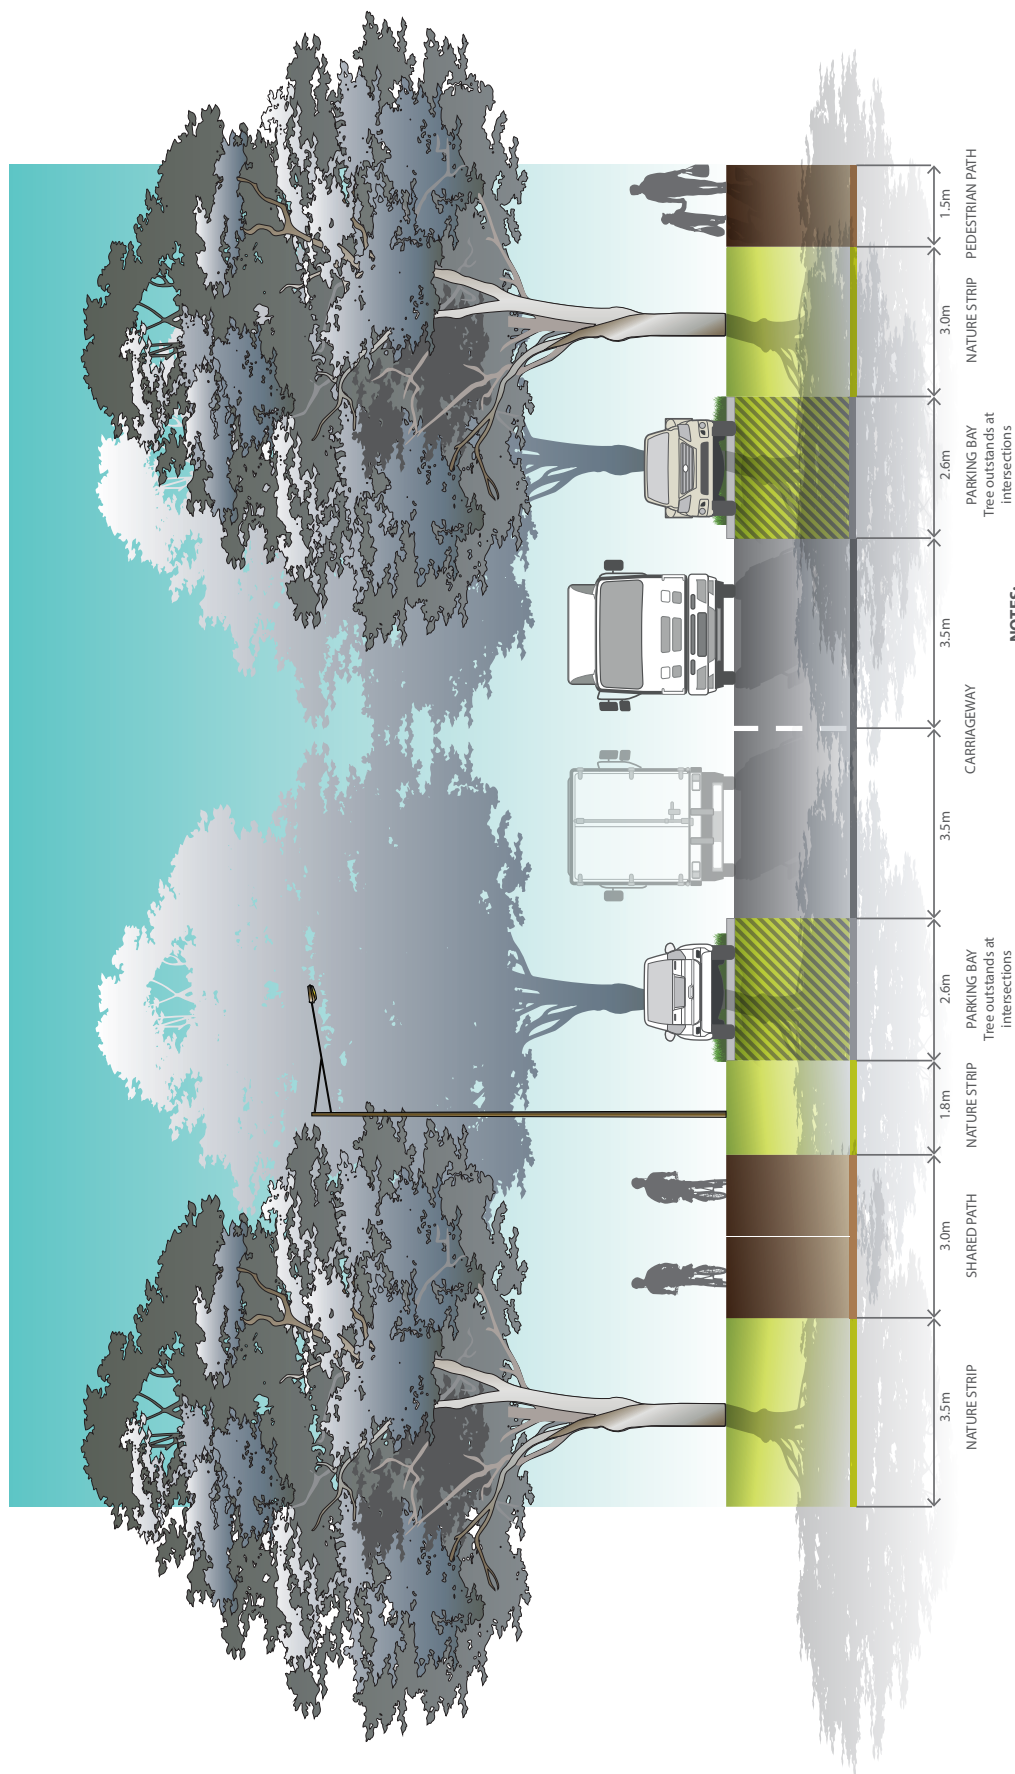 3.5m
3.0m
1.8m
2.6m
3.5m
3.5m
2.6m
3.0m
1.5m
NATURE STRIP
SHARED PATH
NATURE STRIP
PARKING BAY
Tree outstands at
intersections
CARRIAGEWAY
PARKING BAY
Tree outstands at
intersections
NATURE STRIP
PEDESTRIAN PATH
NOTES: